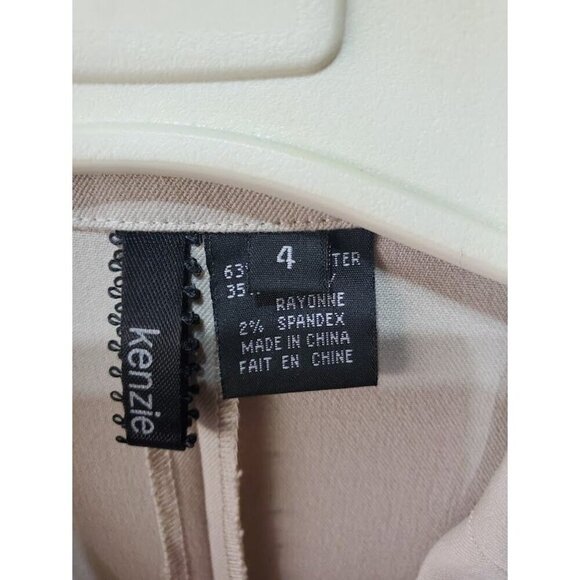 kenzie
4
63
35
RAYONNE
2% SPANDEX
MADE IN CHINA
FAIT EN CHINE